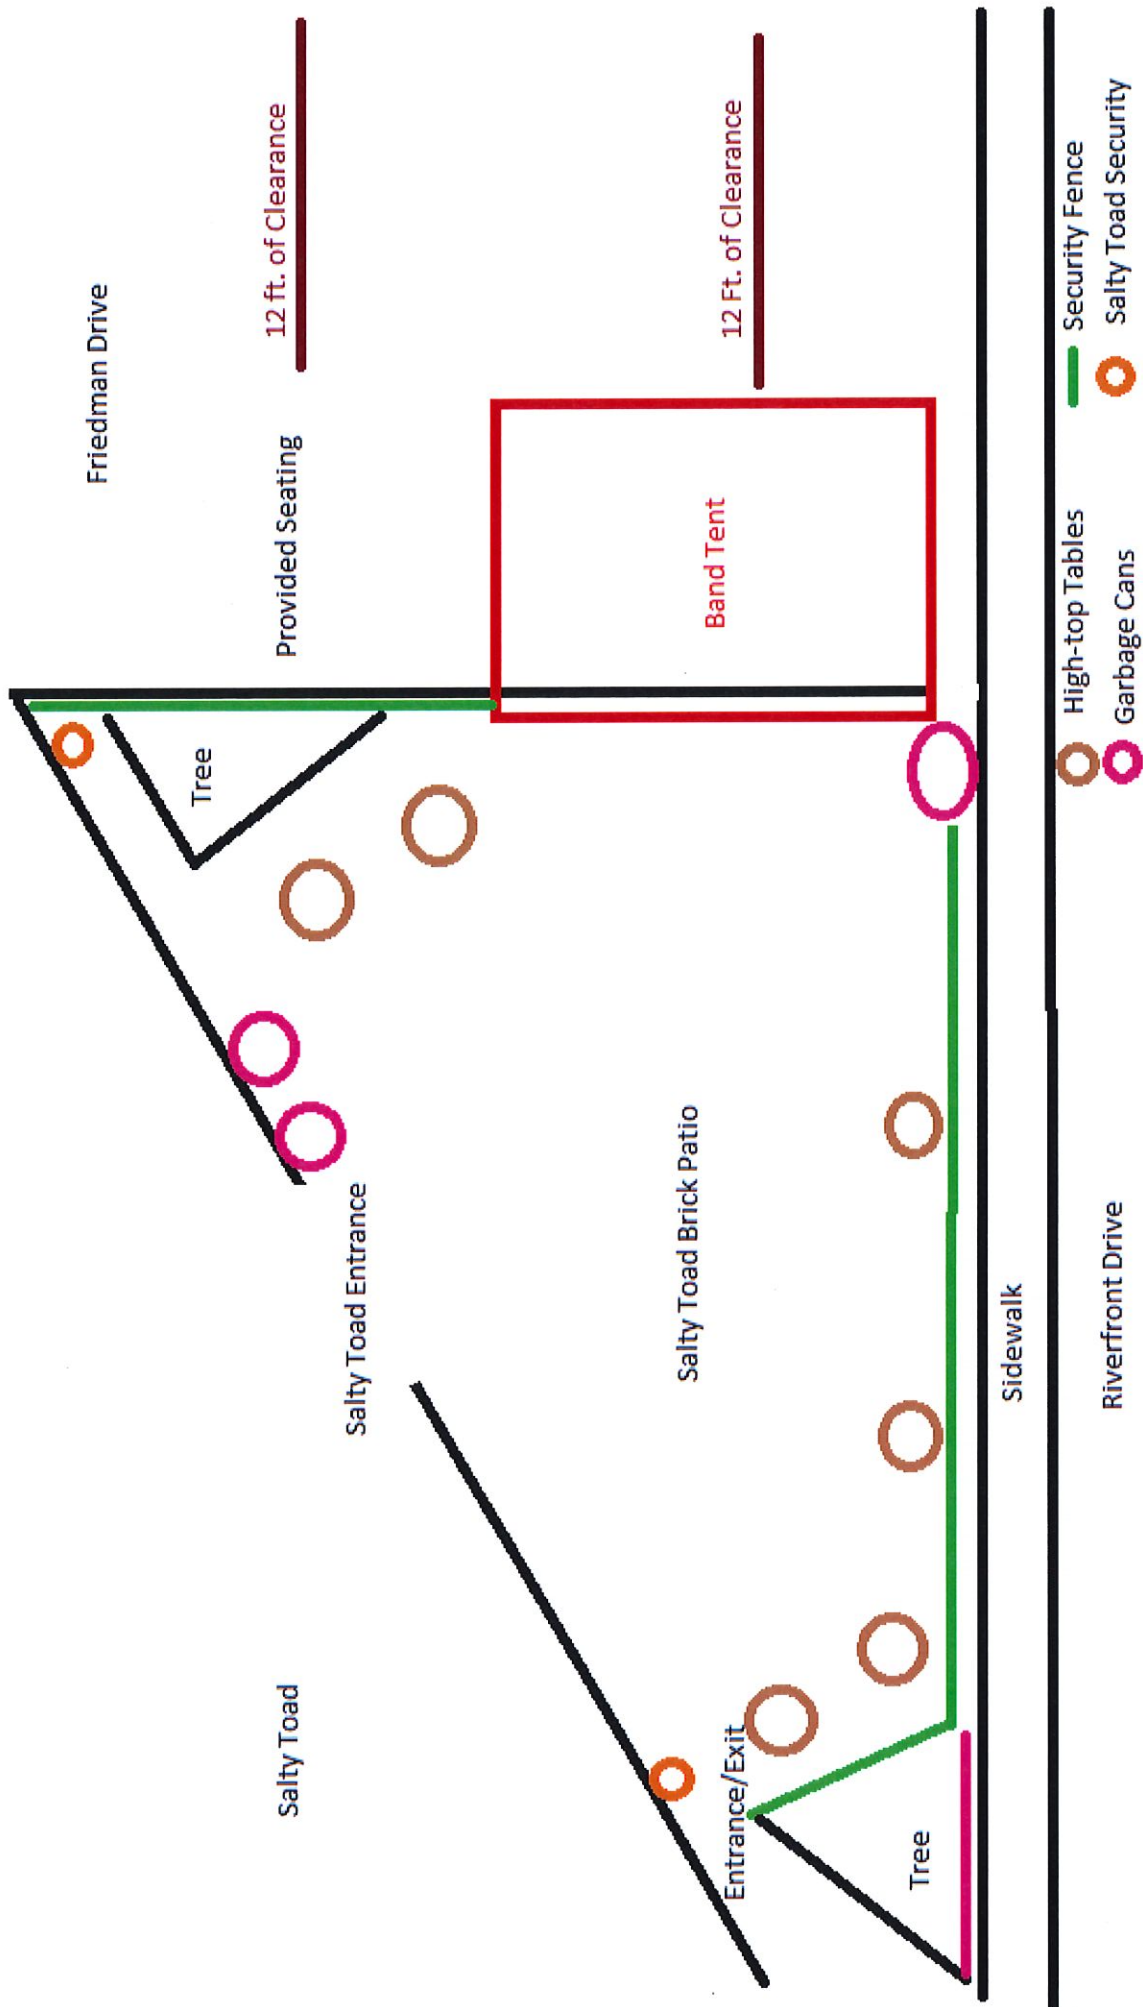 Friedman Drive
12 ft. of Clearance
Provided Seating
Tree
Salty Toad
Salty Toad Entrance
12 Ft. of Clearance
Band Tent
Salty Toad Brick Patio
Entrance/Exit
Tree
Sidewalk
Riverfront Drive
High-top Tables
Security Fence
Garbage Cans
Salty Toad Security